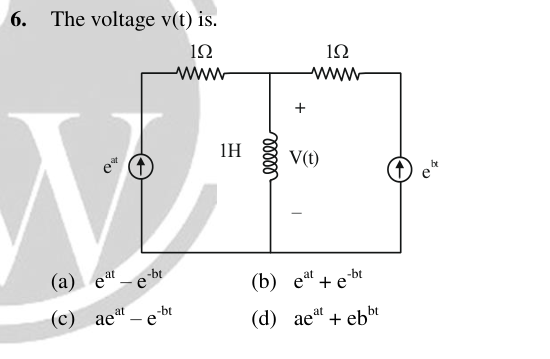 6. The voltage v(t) is.
1Ω 1Ω
+
1H V(t)
e^at e^bt
–
(a) e^at – e^-bt (b) e^at + e^-bt
(c) ae^at – e^-bt (d) ae^at + eb^bt